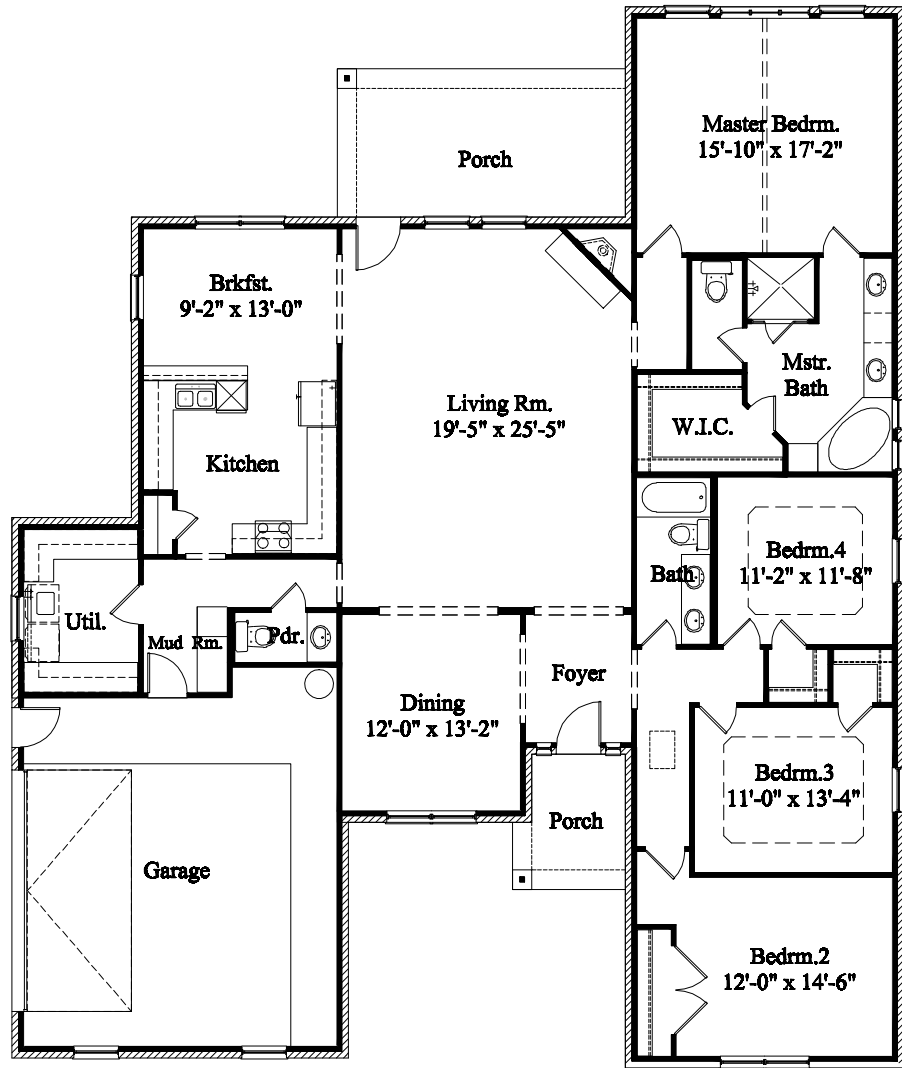 Master Bedrm.
15'-10" x 17'-2"
Porch
Brkfst.
9'-2" x 13'-0"
Mstr.
Bath
Living Rm.
19'-5" x 25'-5"
W.I.C.
Kitchen
Bedrm.4
11'-2" x 11'-8"
Bath
Util.
Mud Rm.
Pdr.
Foyer
Dining
12'-0" x 13'-2"
Bedrm.3
11'-0" x 13'-4"
Porch
Garage
Bedrm.2
12'-0" x 14'-6"